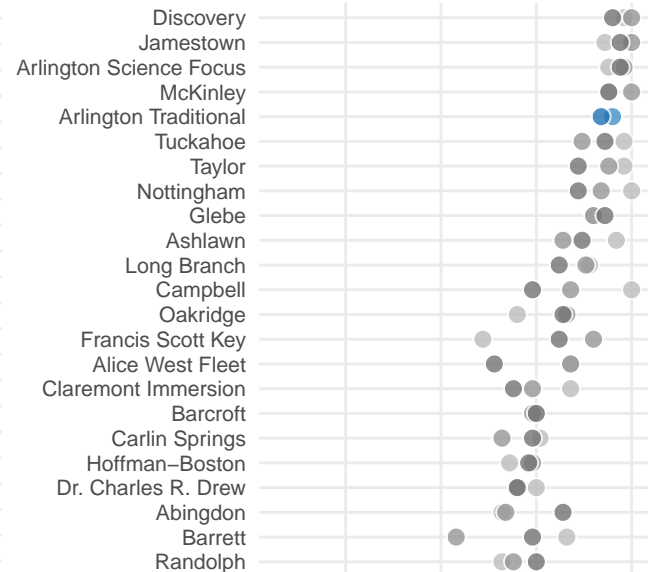 Discovery
Jamestown
Arlington Science Focus
McKinley
Arlington Traditional
Tuckahoe
Taylor
Nottingham
Glebe
Ashlawn
Long Branch
Campbell
Oakridge
Francis Scott Key
Alice West Fleet
Claremont Immersion
Barcroft
Carlin Springs
Hoffman−Boston
Dr. Charles R. Drew
Abingdon
Barrett
Randolph